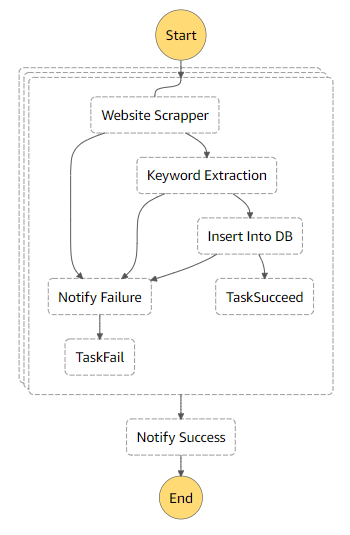 Start
Website Scrapper
Keyword Extraction
Insert Into DB
Notify Failure
TaskSucceed
TaskFail
Notify Success
End